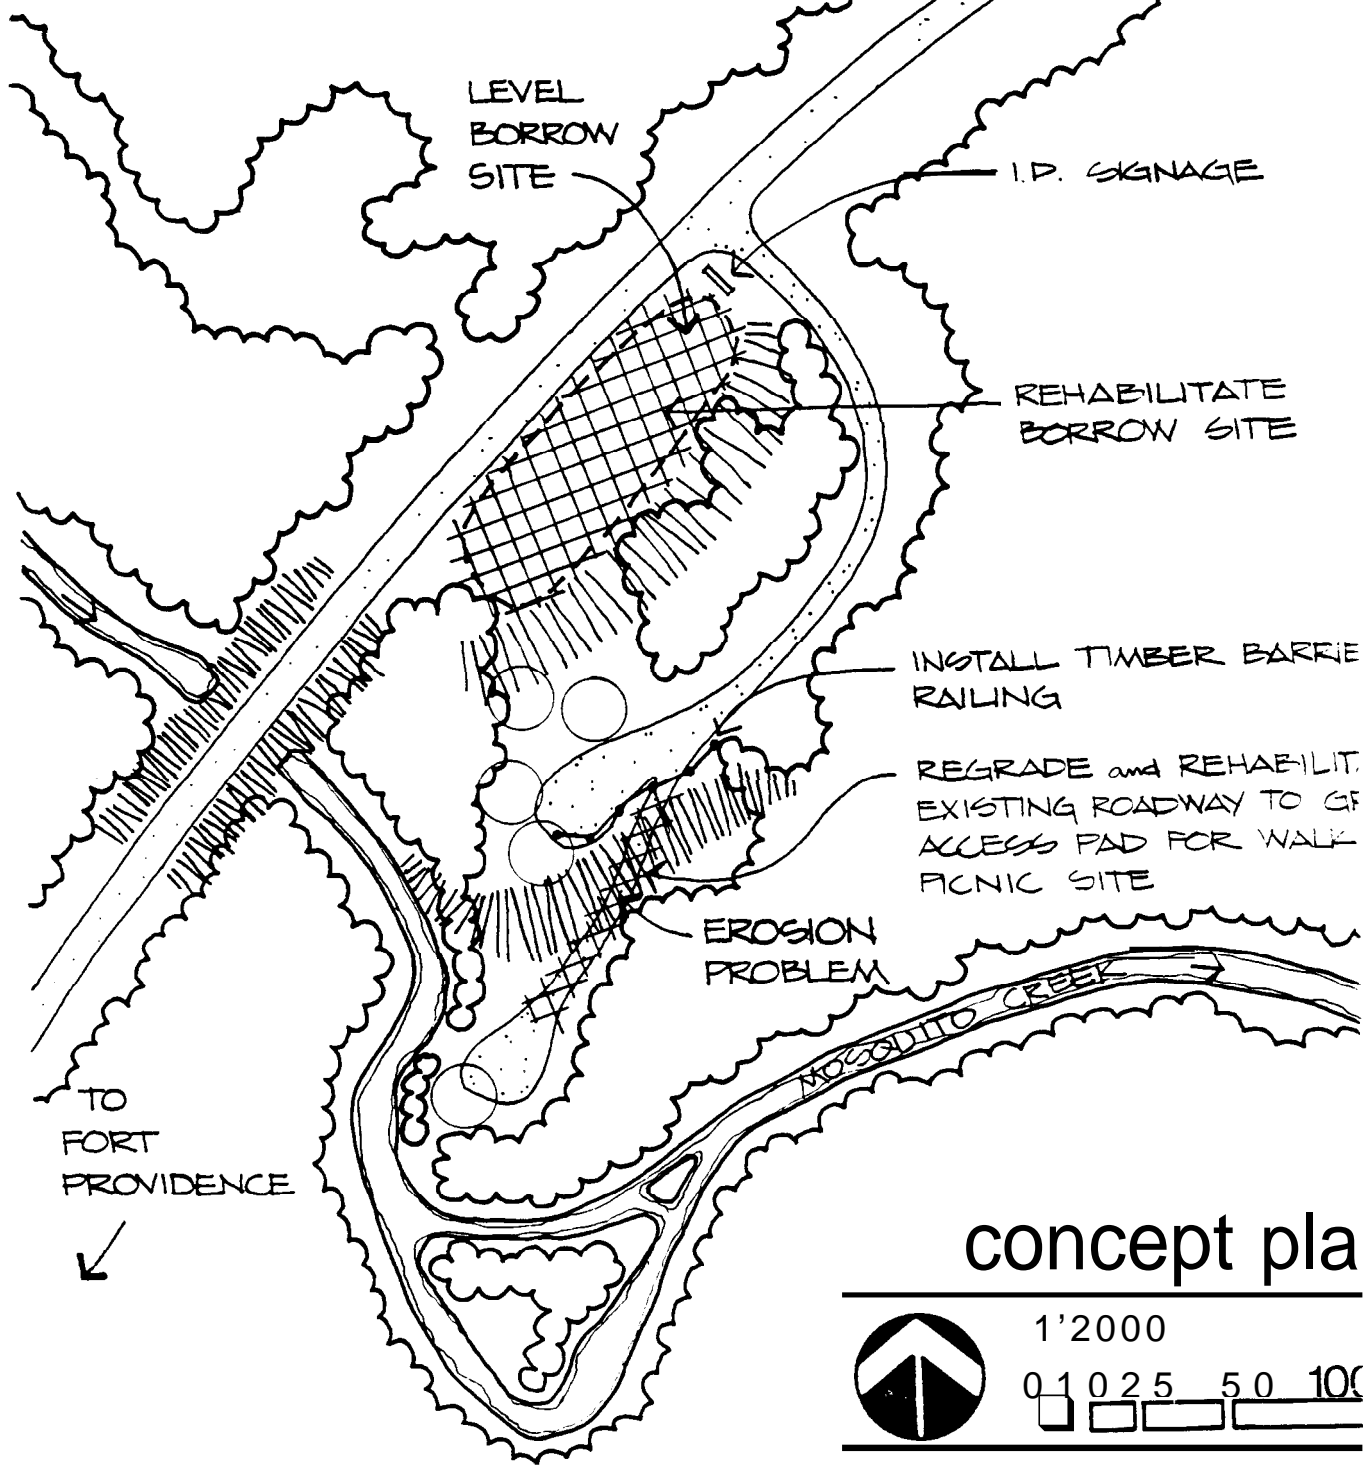 LEVEL
BORROW
SITE
I.D. SIGNAGE
REHABILITATE
BORROW SITE
INSTALL TIMBER BARRIE
RAILING
REGRADE and REHABILIT
EXISTING ROADWAY TO GR
ACCESS PAD FOR WALK
PICNIC SITE
EROSION
PROBLEM
MOSQUITO CREEK
TO
FORT
PROVIDENCE
concept pla
1'2000
0 10 25 50 100